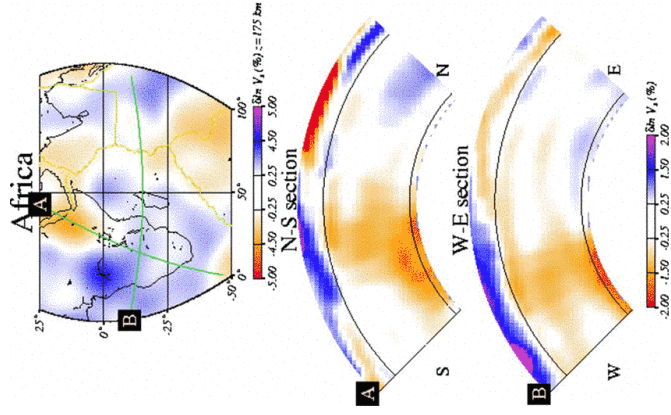 Africa
A
B
25°
0°
-25°
-50°
0°
50°
100°
-5.00 -4.50 -0.25 0.25 4.50 5.00
δln Vₛ(%) :=175 km
N-S section
A
S
N
W-E section
B
W
E
-2.00 -1.50 -0.25 0.25 1.50 2.00
δln Vₛ(%)